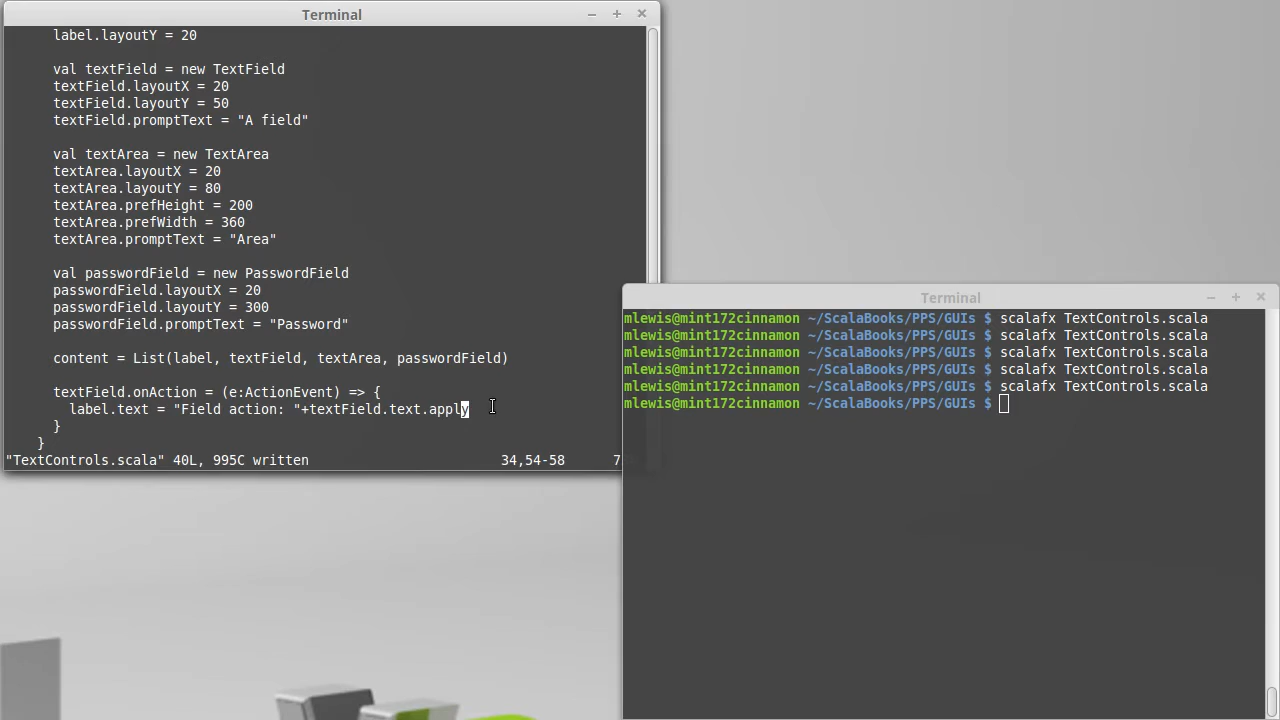 Terminal
label.layoutY = 20
val textField = new TextField
textField.layoutX = 20
textField.layoutY = 50
textField.promptText = "A field"
val textArea = new TextArea
textArea.layoutX = 20
textArea.layoutY = 80
textArea.prefHeight = 200
textArea.prefWidth = 360
textArea.promptText = "Area"
val passwordField = new PasswordField
passwordField.layoutX = 20
passwordField.layoutY = 300
passwordField.promptText = "Password"
content = List(label, textField, textArea, passwordField)
textField.onAction = (e:ActionEvent) => {
label.text = "Field action: "+textField.text.apply
}
}
"TextControls.scala" 40L, 995C written 34,54-58
Terminal
mlewis@mint172cinnamon ~/ScalaBooks/PPS/GUIs $ scalafx TextControls.scala
mlewis@mint172cinnamon ~/ScalaBooks/PPS/GUIs $ scalafx TextControls.scala
mlewis@mint172cinnamon ~/ScalaBooks/PPS/GUIs $ scalafx TextControls.scala
mlewis@mint172cinnamon ~/ScalaBooks/PPS/GUIs $ scalafx TextControls.scala
mlewis@mint172cinnamon ~/ScalaBooks/PPS/GUIs $ scalafx TextControls.scala
mlewis@mint172cinnamon ~/ScalaBooks/PPS/GUIs $